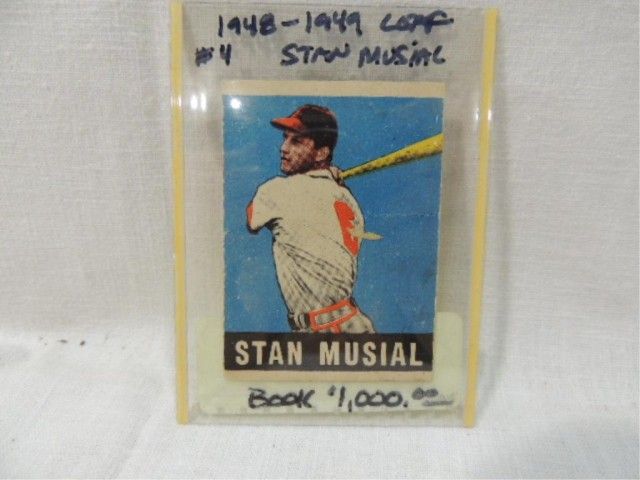 1948-1949 LEAF
#4 STAN MUSIAL
STAN MUSIAL
BOOK $1,000.00